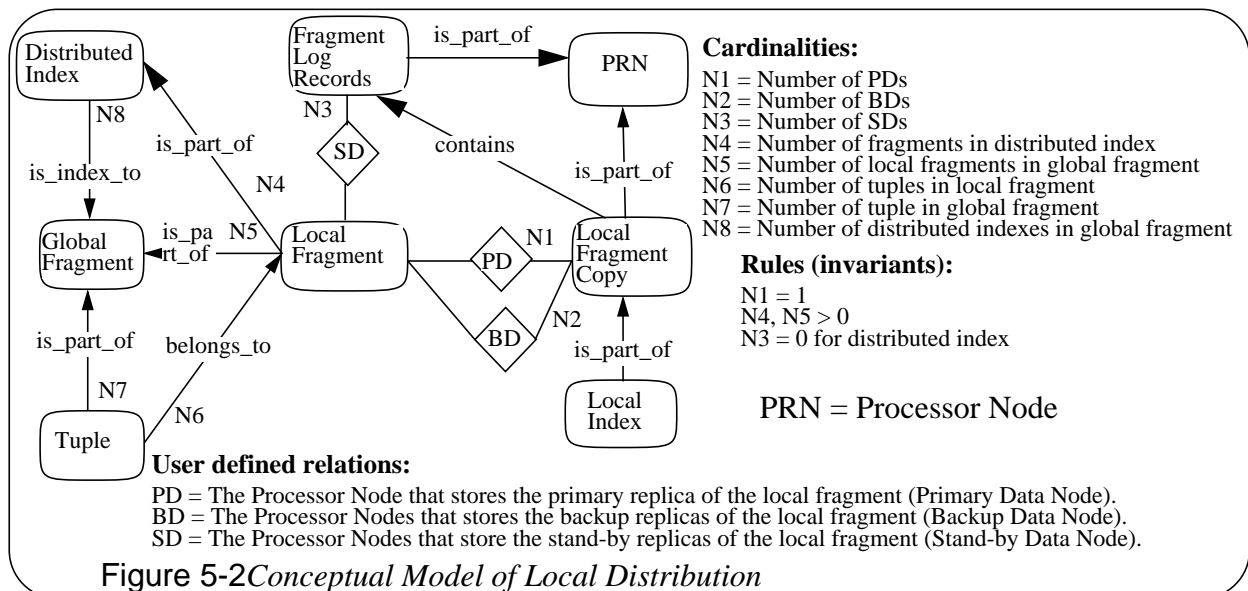 Distributed
Index
Fragment
Log
Records
is_part_of
PRN
N8
N3
is_part_of
SD
contains
is_part_of
is_index_to
N4
Global
Fragment
is_pa
rt_of
N5
Local
Fragment
PD
N1
Local
Fragment
Copy
BD
N2
is_part_of
belongs_to
is_part_of
N7
N6
Tuple
Local
Index
Cardinalities:
N1 = Number of PDs
N2 = Number of BDs
N3 = Number of SDs
N4 = Number of fragments in distributed index
N5 = Number of local fragments in global fragment
N6 = Number of tuples in local fragment
N7 = Number of tuple in global fragment
N8 = Number of distributed indexes in global fragment
Rules (invariants):
N1 = 1
N4, N5 > 0
N3 = 0 for distributed index
PRN = Processor Node
User defined relations:
PD = The Processor Node that stores the primary replica of the local fragment (Primary Data Node).
BD = The Processor Nodes that stores the backup replicas of the local fragment (Backup Data Node).
SD = The Processor Nodes that store the stand-by replicas of the local fragment (Stand-by Data Node).
Figure 5-2Conceptual Model of Local Distribution